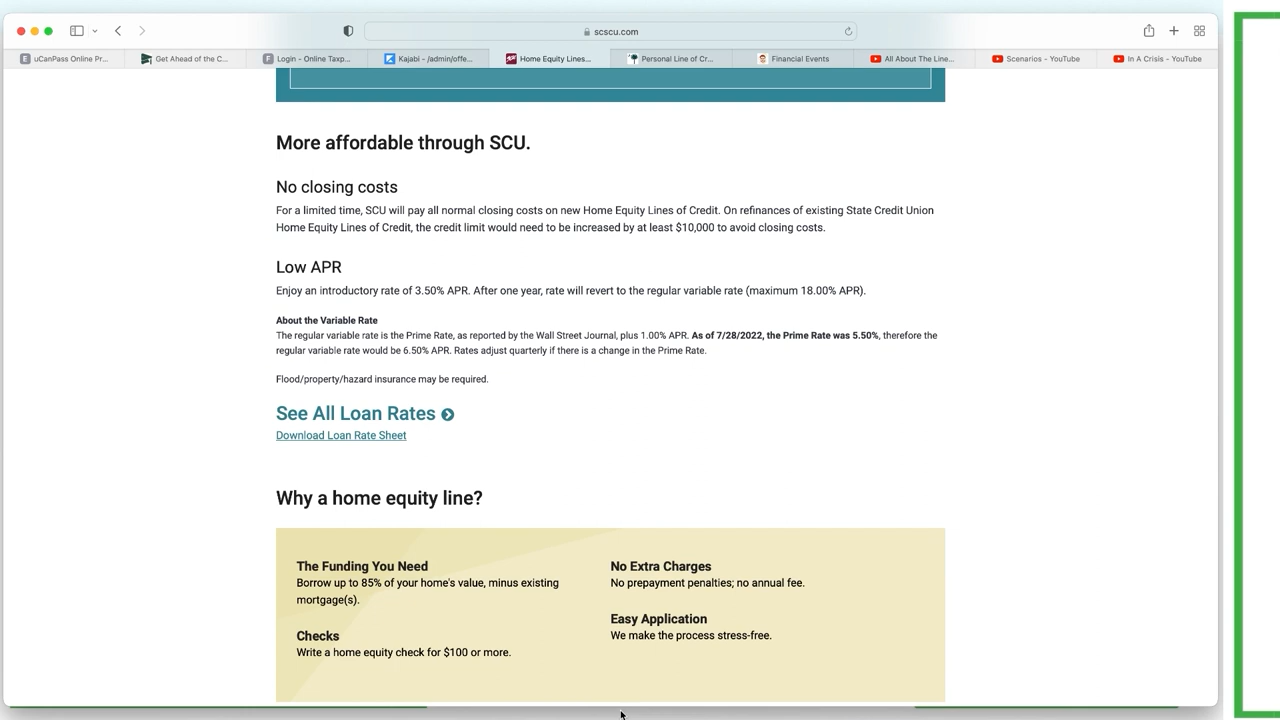 scscu.com
uCanPass Online Pr...
Get Ahead of the C...
Login - Online Taxp...
Kajabi - /admin/offe...
Home Equity Lines...
Personal Line of Cr...
Financial Events
All About The Line...
Scenarios - YouTube
In A Crisis - YouTube
More affordable through SCU.
No closing costs
For a limited time, SCU will pay all normal closing costs on new Home Equity Lines of Credit. On refinances of existing State Credit Union
Home Equity Lines of Credit, the credit limit would need to be increased by at least $10,000 to avoid closing costs.
Low APR
Enjoy an introductory rate of 3.50% APR. After one year, rate will revert to the regular variable rate (maximum 18.00% APR).
About the Variable Rate
The regular variable rate is the Prime Rate, as reported by the Wall Street Journal, plus 1.00% APR. As of 7/28/2022, the Prime Rate was 5.50%, therefore the
regular variable rate would be 6.50% APR. Rates adjust quarterly if there is a change in the Prime Rate.
Flood/property/hazard insurance may be required.
See All Loan Rates
Download Loan Rate Sheet
Why a home equity line?
The Funding You Need
Borrow up to 85% of your home's value, minus existing
mortgage(s).
Checks
Write a home equity check for $100 or more.
No Extra Charges
No prepayment penalties; no annual fee.
Easy Application
We make the process stress-free.